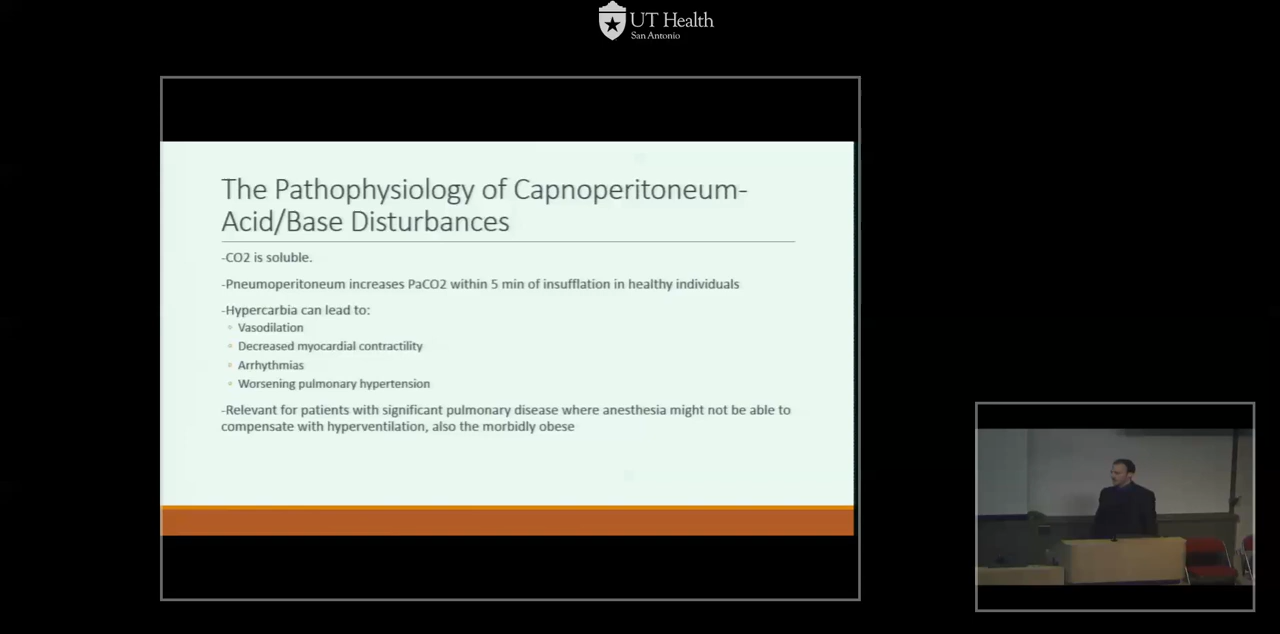 UT Health
San Antonio
The Pathophysiology of Capnoperitoneum-
Acid/Base Disturbances
-CO2 is soluble.
-Pneumoperitoneum increases PaCO2 within 5 min of insufflation in healthy individuals
-Hypercarbia can lead to:
◦ Vasodilation
◦ Decreased myocardial contractility
◦ Arrhythmias
◦ Worsening pulmonary hypertension
-Relevant for patients with significant pulmonary disease where anesthesia might not be able to
compensate with hyperventilation, also the morbidly obese